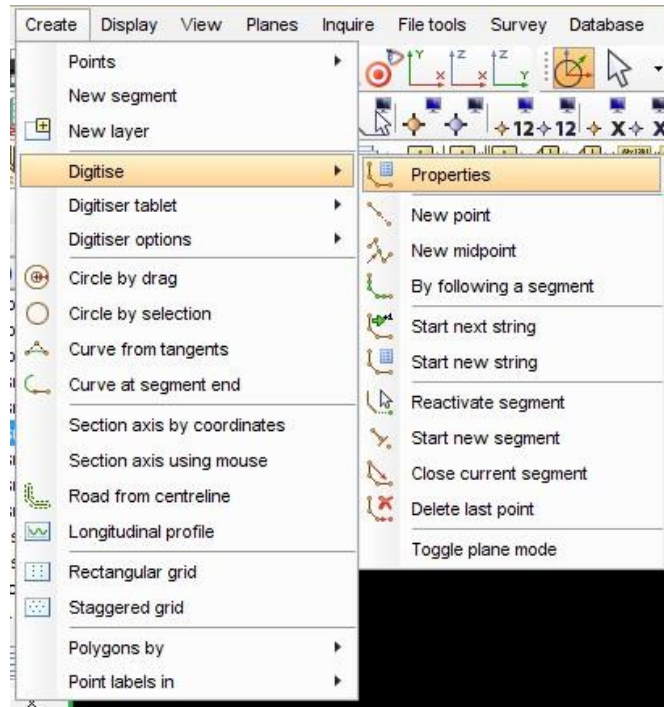 Create Display View Planes Inquire File tools Survey Database
Points
New segment
New layer
Digitise
Digitiser tablet
Digitiser options
Circle by drag
Circle by selection
Curve from tangents
Curve at segment end
Section axis by coordinates
Section axis using mouse
Road from centreline
Longitudinal profile
Rectangular grid
Staggered grid
Polygons by
Point labels in
Properties
New point
New midpoint
By following a segment
Start next string
Start new string
Reactivate segment
Start new segment
Close current segment
Delete last point
Toggle plane mode
Y X Z X Z Y
12 12 X X